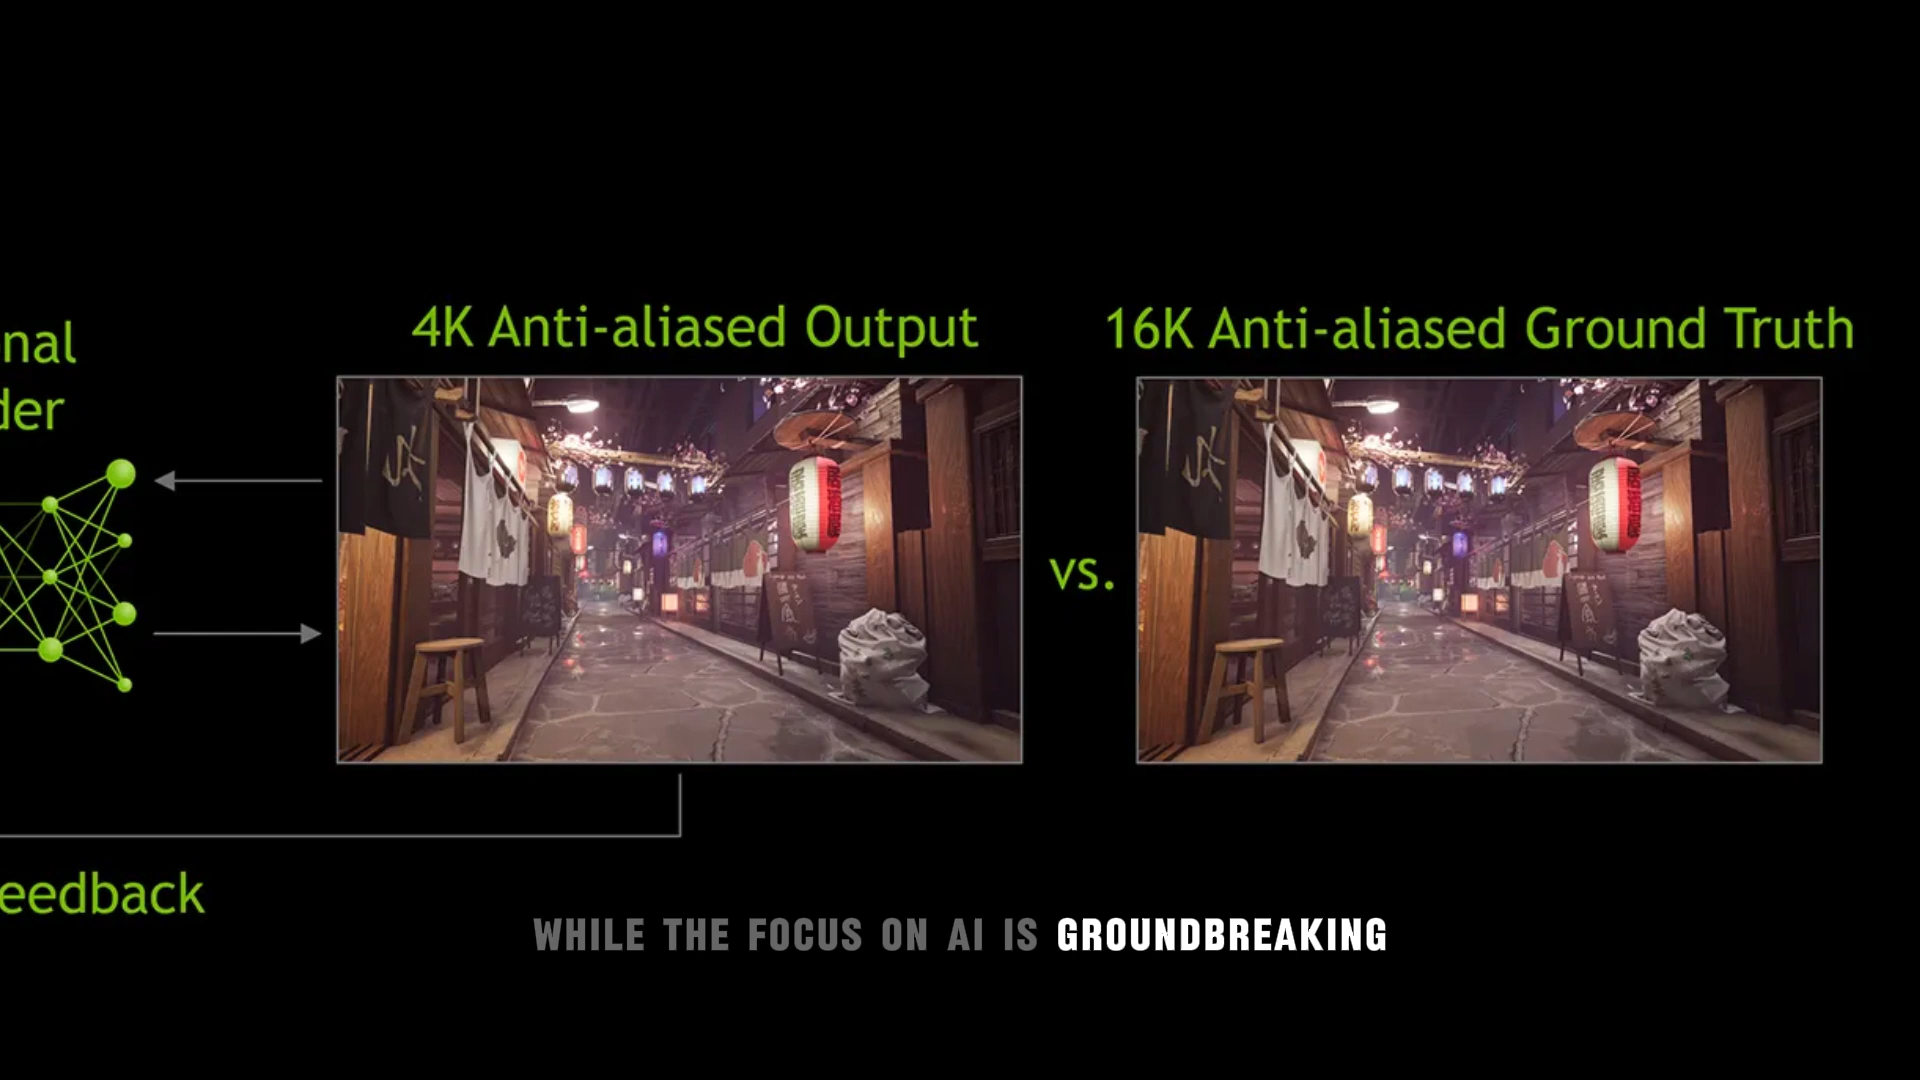 4K Anti-aliased Output
16K Anti-aliased Ground Truth
nal
der
vs.
eedback
WHILE THE FOCUS ON AI IS GROUNDBREAKING